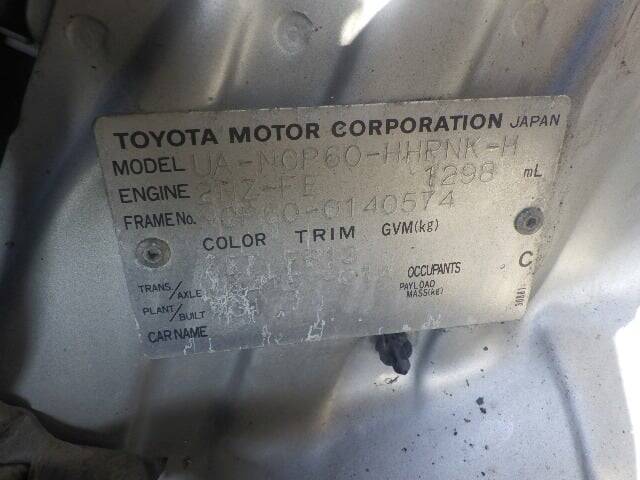 TOYOTA MOTOR CORPORATION JAPAN
MODEL UA-NCP60-HHPNK-H
ENGINE 2NZ-FE 1298 mL
FRAME No. NCP60-0140574
COLOR TRIM GVM(kg)
TRANS./AXLE OCCUPANTS PAYLOAD MASS(kg) C
PLANT/BUILT
CAR NAME